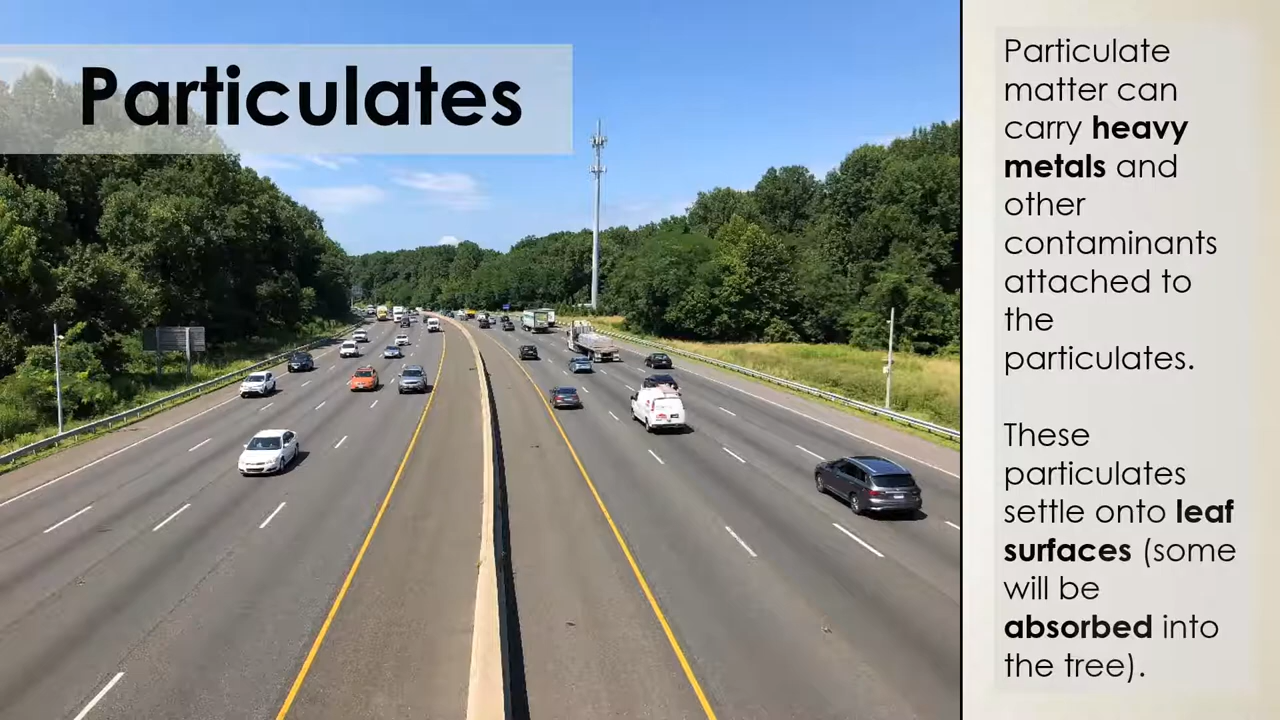 Particulates
Particulate
matter can
carry heavy
metals and
other
contaminants
attached to
the
particulates.
These
particulates
settle onto leaf
surfaces (some
will be
absorbed into
the tree).